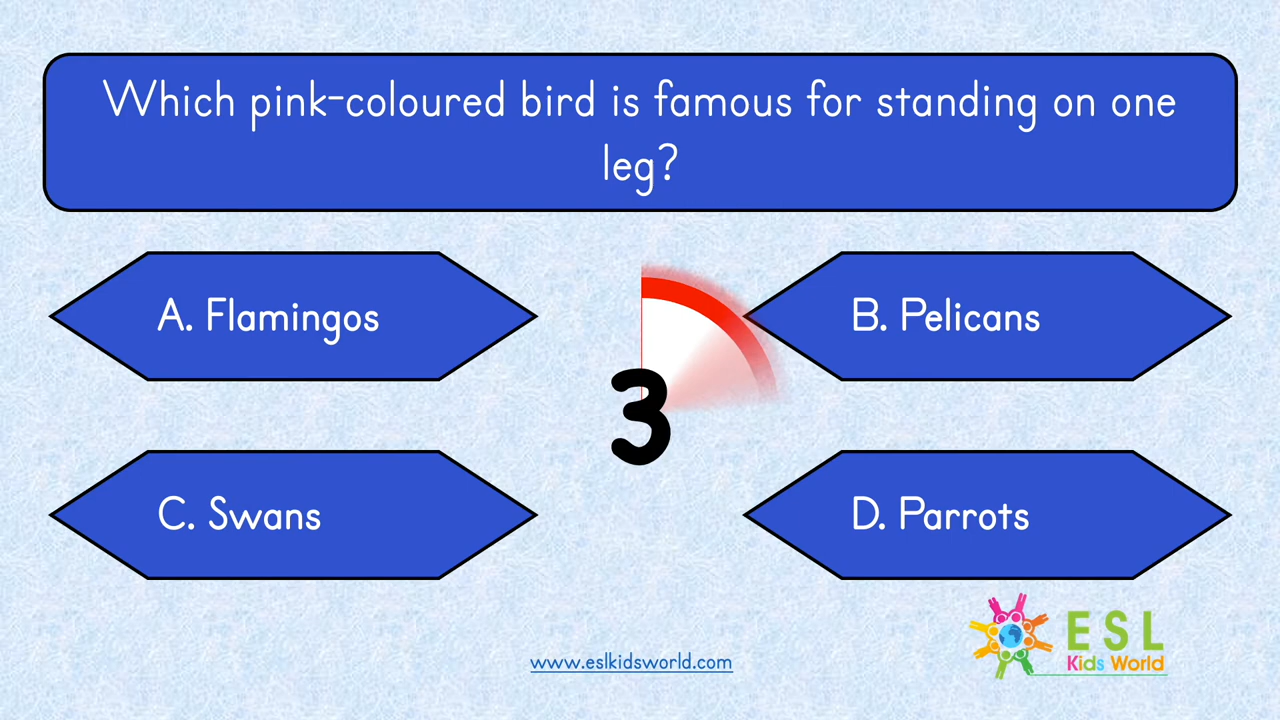 Which pink-coloured bird is famous for standing on one
leg?
A. Flamingos
B. Pelicans
3
C. Swans
D. Parrots
www.eslkidsworld.com
ESL
Kids World